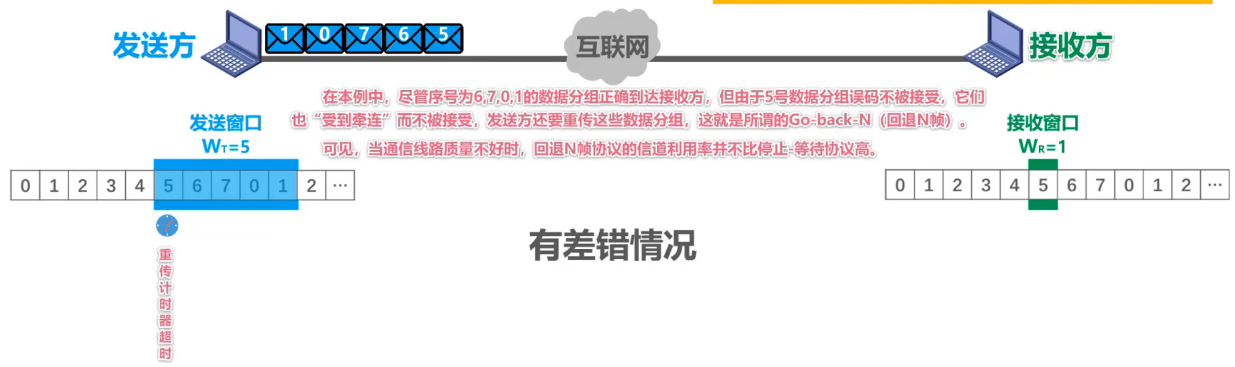 发送方
1 0 7 6 5
互联网
接收方
在本例中，尽管序号为6,7,0,1的数据分组正确到达接收方，但由于5号数据分组误码不被接受，它们
也“受到牵连”而不被接受，发送方还要重传这些数据分组，这就是所谓的Go-back-N（回退N帧）。
可见，当通信线路质量不好时，回退N帧协议的信道利用率并不比停止-等待协议高。
发送窗口
WT=5
接收窗口
WR=1
0 1 2 3 4 5 6 7 0 1 2 ...
0 1 2 3 4 5 6 7 0 1 2 ...
有差错情况
重传计时器超时